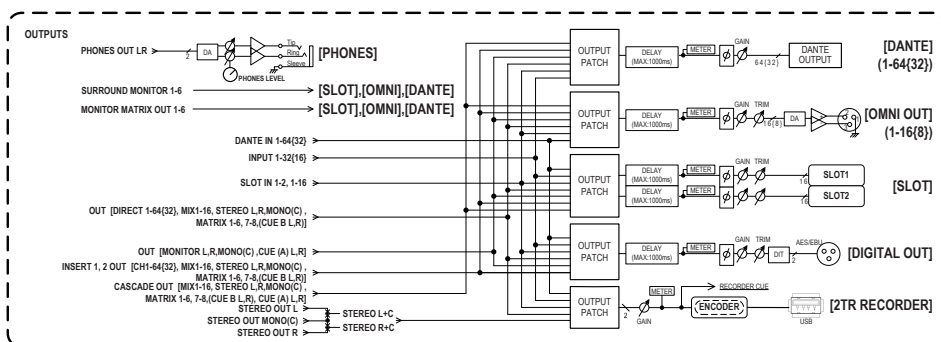 OUTPUTS
PHONES OUT LR
2
DA
Tip
Ring
Sleeve
[PHONES]
PHONES LEVEL
SURROUND MONITOR 1-6
[SLOT],[OMNI],[DANTE]
MONITOR MATRIX OUT 1-6
[SLOT],[OMNI],[DANTE]
DANTE IN 1-64{32}
INPUT 1-32{16}
SLOT IN 1-2, 1-16
OUT [DIRECT 1-64{32}, MIX1-16, STEREO L,R,MONO(C) ,
MATRIX 1-6, 7-8,(CUE B L,R)]
OUT [MONITOR L,R,MONO(C) ,CUE (A) L,R]
INSERT 1, 2 OUT [CH1-64{32}, MIX1-16, STEREO L,R,MONO(C) ,
MATRIX 1-6, 7-8,(CUE B L,R)]
CASCADE OUT [MIX1-16, STEREO L,R,MONO(C) ,
MATRIX 1-6, 7-8,(CUE B L,R), CUE (A) L,R]
STEREO OUT L
STEREO OUT MONO(C)
STEREO OUT R
STEREO L+C
STEREO R+C
OUTPUT
PATCH
DELAY
(MAX:1000ms)
METER
ϕ
GAIN
64{32}
DANTE
OUTPUT
[DANTE]
(1-64{32})
OUTPUT
PATCH
DELAY
(MAX:1000ms)
METER
ϕ
GAIN
TRIM
16{8}
DA
[OMNI OUT]
(1-16{8})
OUTPUT
PATCH
DELAY
(MAX:1000ms)
METER
ϕ
GAIN
TRIM
16
SLOT1
DELAY
(MAX:1000ms)
METER
ϕ
16
SLOT2
[SLOT]
OUTPUT
PATCH
DELAY
(MAX:1000ms)
METER
ϕ
GAIN
TRIM
DIT
2
AES/EBU
[DIGITAL OUT]
OUTPUT
PATCH
2
GAIN
METER
RECORDER CUE
ENCODER
USB
[2TR RECORDER]